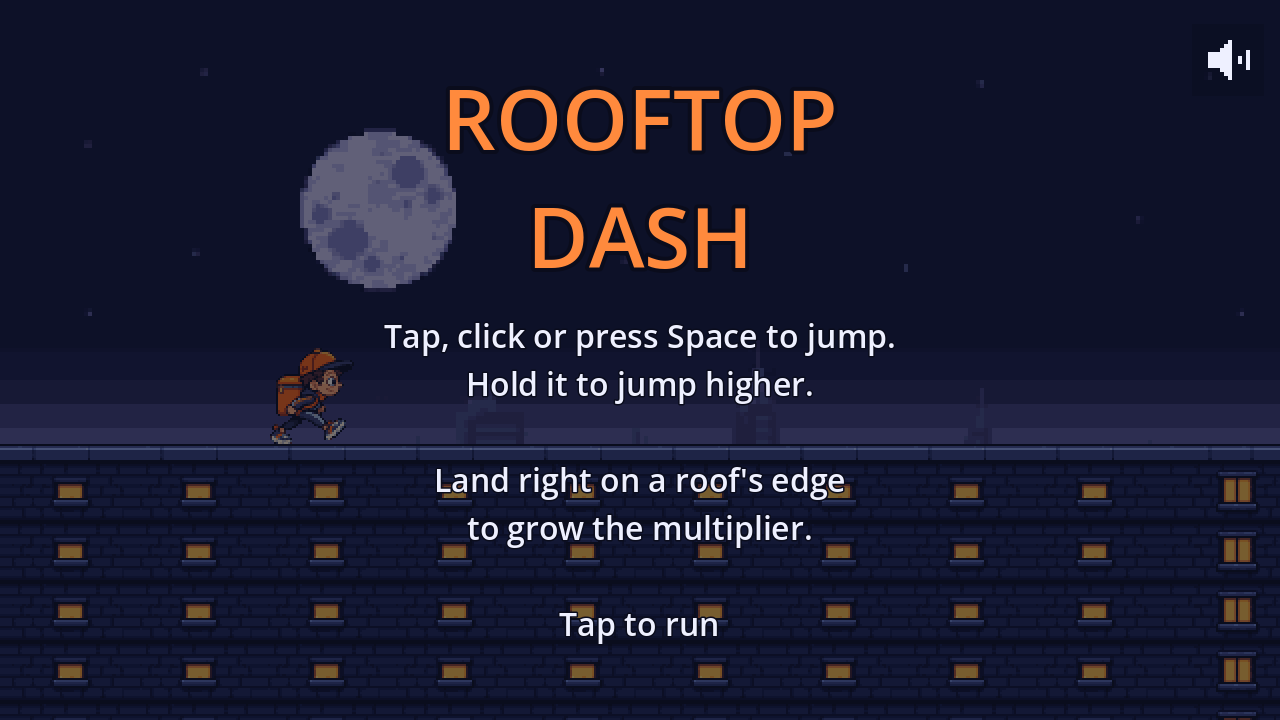 ROOFTOP
DASH
Tap, click or press Space to jump.
Hold it to jump higher.
Land right on a roof's edge
to grow the multiplier.
Tap to run